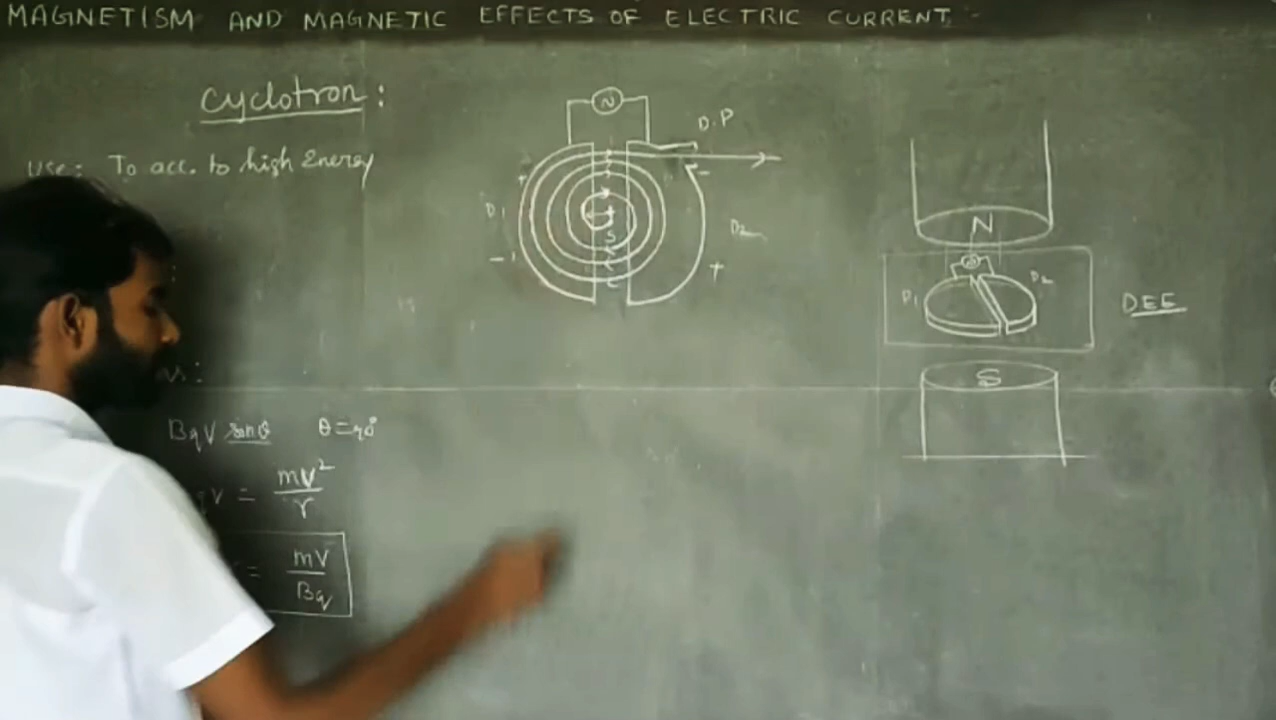 MAGNETISM AND MAGNETIC EFFECTS OF ELECTRIC CURRENT -
Cyclotron:
Use: To acc. to high Energy
N
D.P
+
-
D1
D2
S
-
+
N
D1
D2
DEE
S
BqV sinθ θ=90°
qV = mV²/r
= mV/Bq